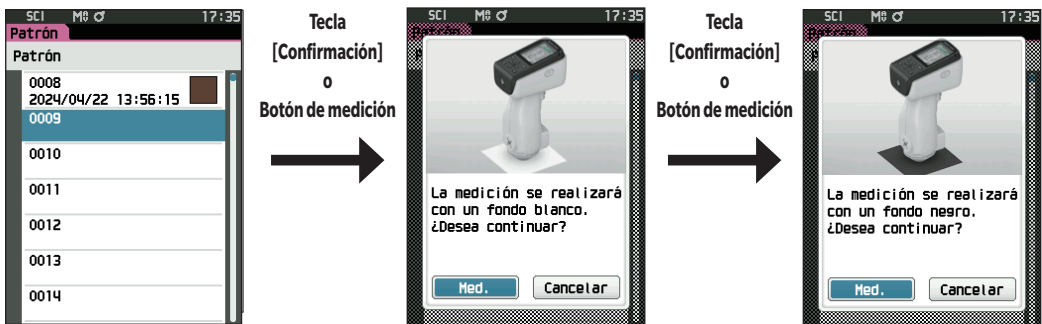 SCI M 17:35
Patrón
Patrón
0008
2024/04/22 13:56:15
0009
0010
0011
0012
0013
0014
Tecla
[Confirmación]
o
Botón de medición
SCI M 17:35
Patrón
La medición se realizará
con un fondo blanco.
¿Desea continuar?
Med. Cancelar
Tecla
[Confirmación]
o
Botón de medición
SCI M 17:35
Patrón
La medición se realizará
con un fondo negro.
¿Desea continuar?
Med. Cancelar